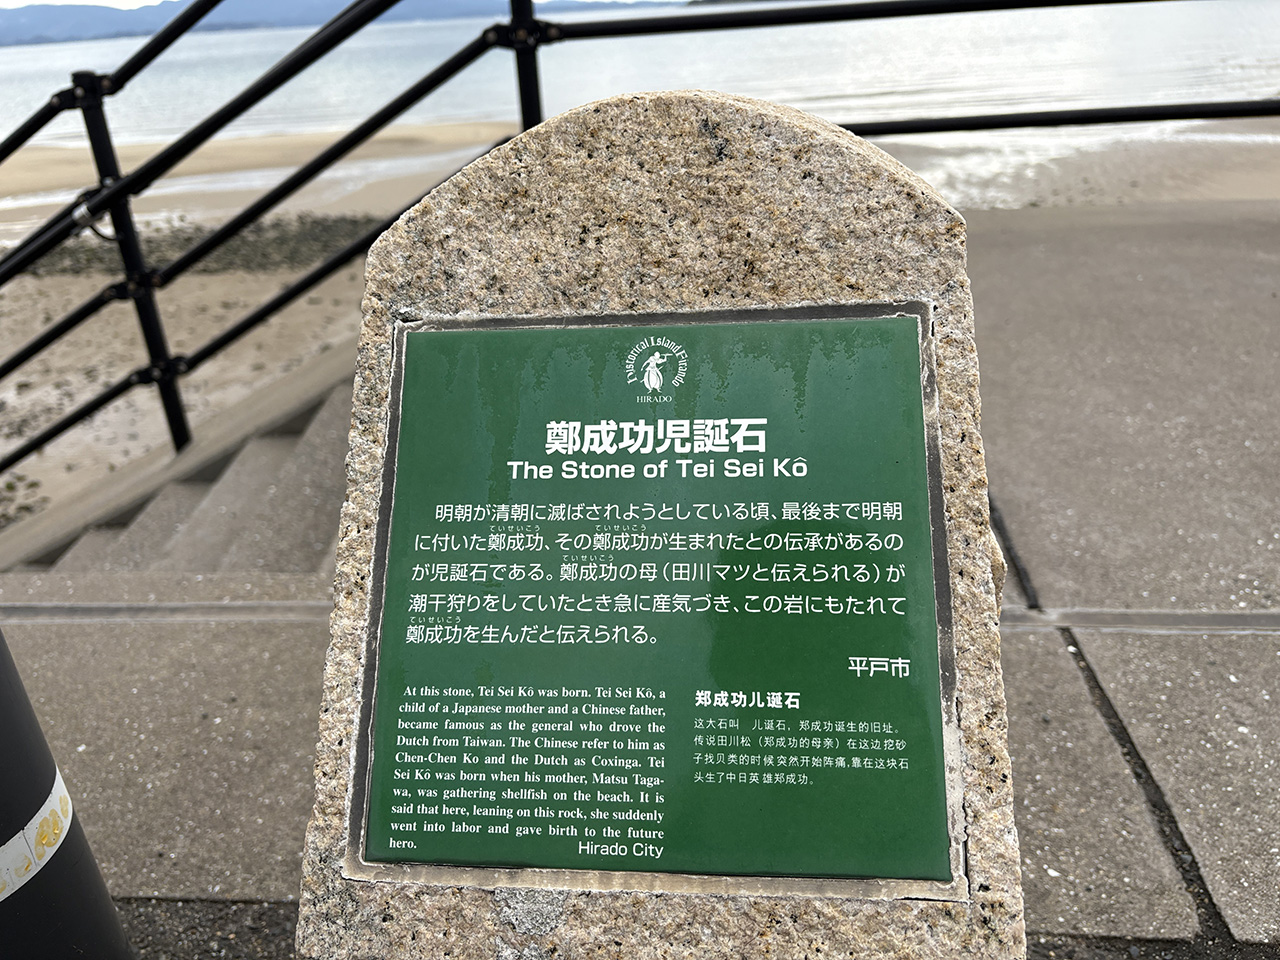 Historical Island Firando
HIRADO
鄭成功児誕石
The Stone of Tei Sei Kô
明朝が清朝に滅ばされようとしている頃、最後まで明朝
ていせいこう ていせいこう
に付いた鄭成功、その鄭成功が生まれたとの伝承があるの
ていせいこう
が児誕石である。鄭成功の母(田川マツと伝えられる)が
潮干狩りをしていたとき急に産気づき、この岩にもたれて
ていせいこう
鄭成功を生んだと伝えられる。
平戸市
At this stone, Tei Sei Kô was born. Tei Sei Kô, a
child of a Japanese mother and a Chinese father,
became famous as the general who drove the
Dutch from Taiwan. The Chinese refer to him as
Chen-Chen Ko and the Dutch as Coxinga. Tei
Sei Kô was born when his mother, Matsu Taga-
wa, was gathering shellfish on the beach. It is
said that here, leaning on this rock, she suddenly
went into labor and gave birth to the future
hero.
Hirado City
郑成功儿诞石
这大石叫 儿诞石，郑成功诞生的旧址。
传说田川松（郑成功的母亲）在这边挖砂
子找贝类的时候突然开始阵痛,靠在这块石
头生了中日英雄郑成功。